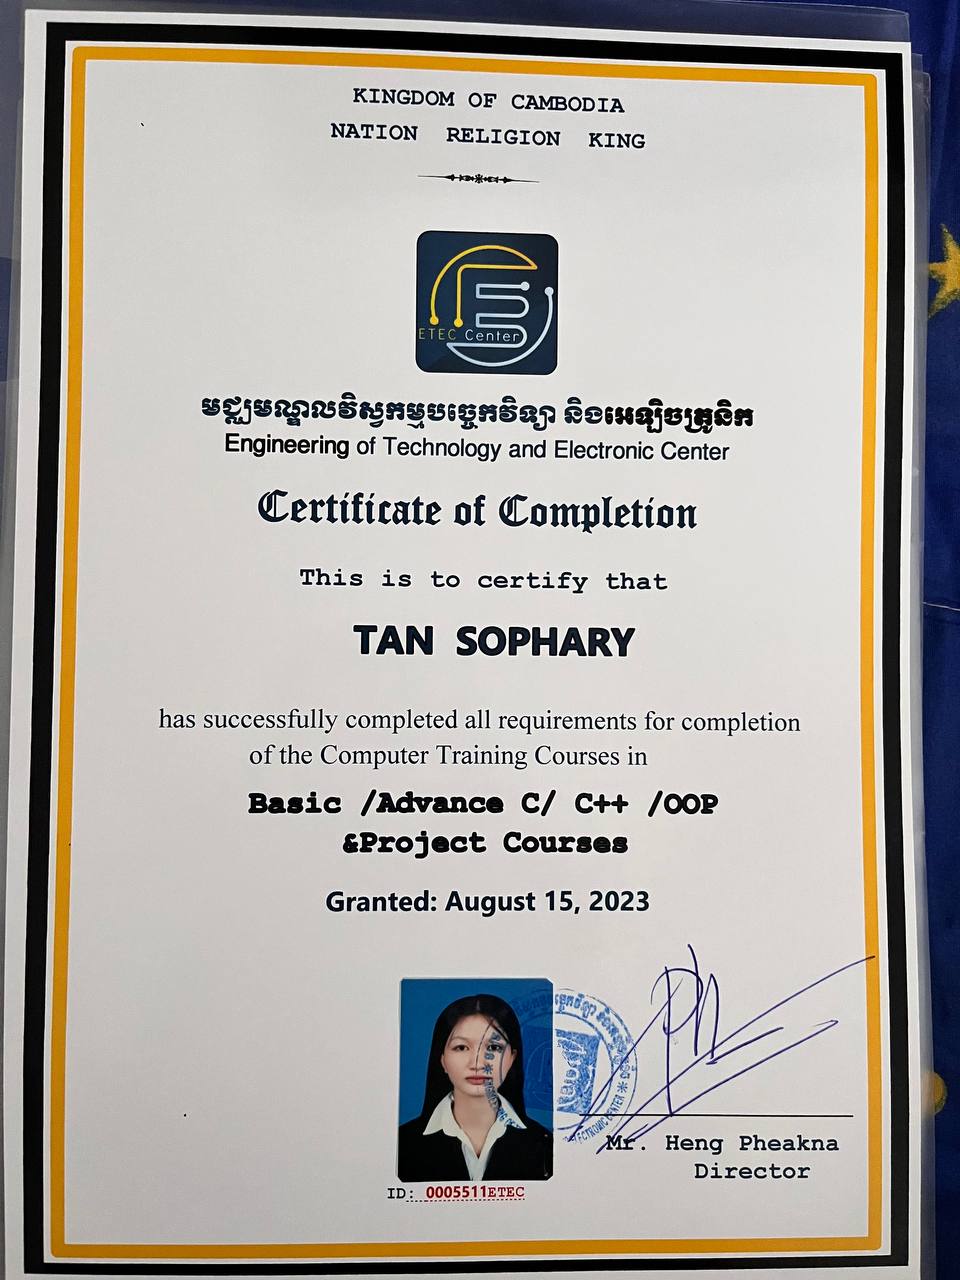 KINGDOM OF CAMBODIA
NATION RELIGION KING
ETEC Center
មជ្ឈមណ្ឌលវិស្វកម្មបច្ចេកវិទ្យា និងអេឡិចត្រូនិក
Engineering of Technology and Electronic Center
Certificate of Completion
This is to certify that
TAN SOPHARY
has successfully completed all requirements for completion
of the Computer Training Courses in
Basic /Advance C/ C++ /OOP
&Project Courses
Granted: August 15, 2023
ELECTRONIC CENTER
Mr. Heng Pheakna
Director
ID: 0005511ETEC